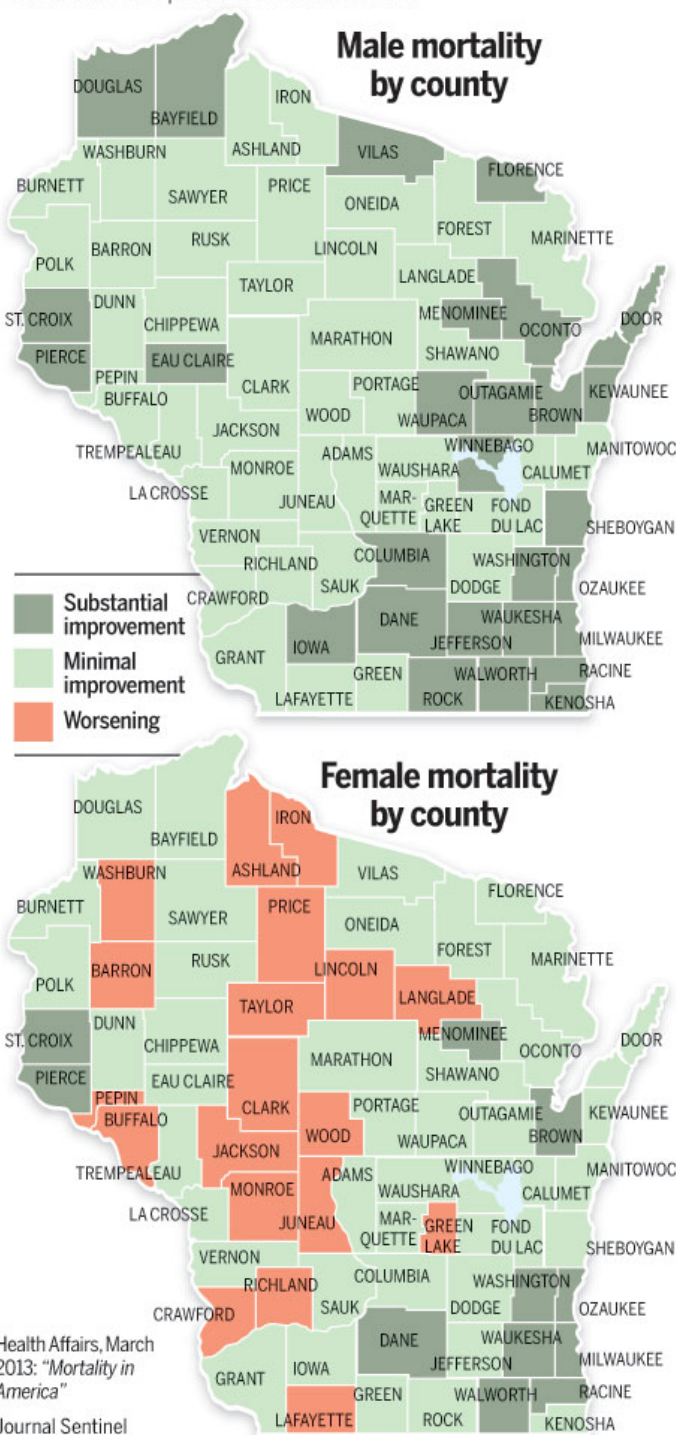 Male mortality
by county
DOUGLAS
BAYFIELD
IRON
WASHBURN
ASHLAND
VILAS
FLORENCE
BURNETT
SAWYER
PRICE
ONEIDA
FOREST
MARINETTE
POLK
BARRON
RUSK
LINCOLN
TAYLOR
LANGLADE
ST. CROIX
DUNN
CHIPPEWA
MENOMINEE
OCONTO
DOOR
MARATHON
PIERCE
EAU CLAIRE
SHAWANO
PEPIN
BUFFALO
CLARK
PORTAGE
OUTAGAMIE
KEWAUNEE
WOOD
WAUPACA
BROWN
JACKSON
TREMPEALEAU
ADAMS
WINNEBAGO
MANITOWOC
MONROE
WAUSHARA
CALUMET
LA CROSSE
JUNEAU
MAR-
QUETTE
GREEN
LAKE
FOND
DU LAC
SHEBOYGAN
VERNON
RICHLAND
COLUMBIA
WASHINGTON
CRAWFORD
SAUK
DODGE
OZAUKEE
DANE
WAUKESHA
IOWA
JEFFERSON
MILWAUKEE
GRANT
GREEN
WALWORTH
RACINE
LAFAYETTE
ROCK
KENOSHA
Substantial
improvement
Minimal
improvement
Worsening
Female mortality
by county
DOUGLAS
BAYFIELD
IRON
WASHBURN
ASHLAND
VILAS
FLORENCE
BURNETT
SAWYER
PRICE
ONEIDA
FOREST
MARINETTE
POLK
BARRON
RUSK
LINCOLN
TAYLOR
LANGLADE
ST. CROIX
DUNN
CHIPPEWA
MENOMINEE
OCONTO
DOOR
MARATHON
PIERCE
EAU CLAIRE
SHAWANO
PEPIN
BUFFALO
CLARK
PORTAGE
OUTAGAMIE
KEWAUNEE
WOOD
WAUPACA
BROWN
JACKSON
TREMPEALEAU
ADAMS
WINNEBAGO
MANITOWOC
MONROE
WAUSHARA
CALUMET
LA CROSSE
JUNEAU
MAR-
QUETTE
GREEN
LAKE
FOND
DU LAC
SHEBOYGAN
VERNON
RICHLAND
COLUMBIA
WASHINGTON
CRAWFORD
SAUK
DODGE
OZAUKEE
DANE
WAUKESHA
IOWA
JEFFERSON
MILWAUKEE
GRANT
GREEN
WALWORTH
RACINE
LAFAYETTE
ROCK
KENOSHA
Health Affairs, March
2013: "Mortality in
America"
Journal Sentinel